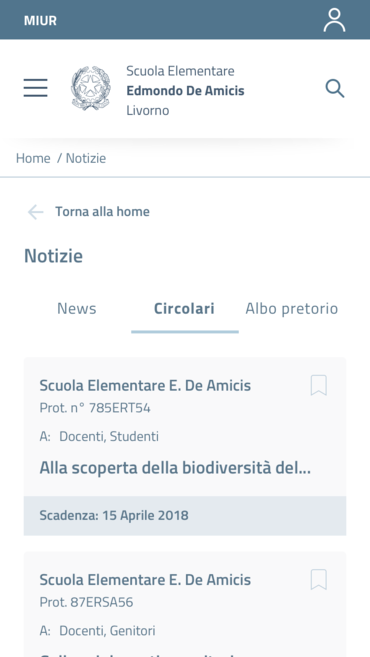 MIUR
Scuola Elementare
Edmondo De Amicis
Livorno
Home / Notizie
Torna alla home
Notizie
News Circolari Albo pretorio
Scuola Elementare E. De Amicis
Prot. n° 785ERT54
A: Docenti, Studenti
Alla scoperta della biodiversità del...
Scadenza: 15 Aprile 2018
Scuola Elementare E. De Amicis
Prot. 87ERSA56
A: Docenti, Genitori